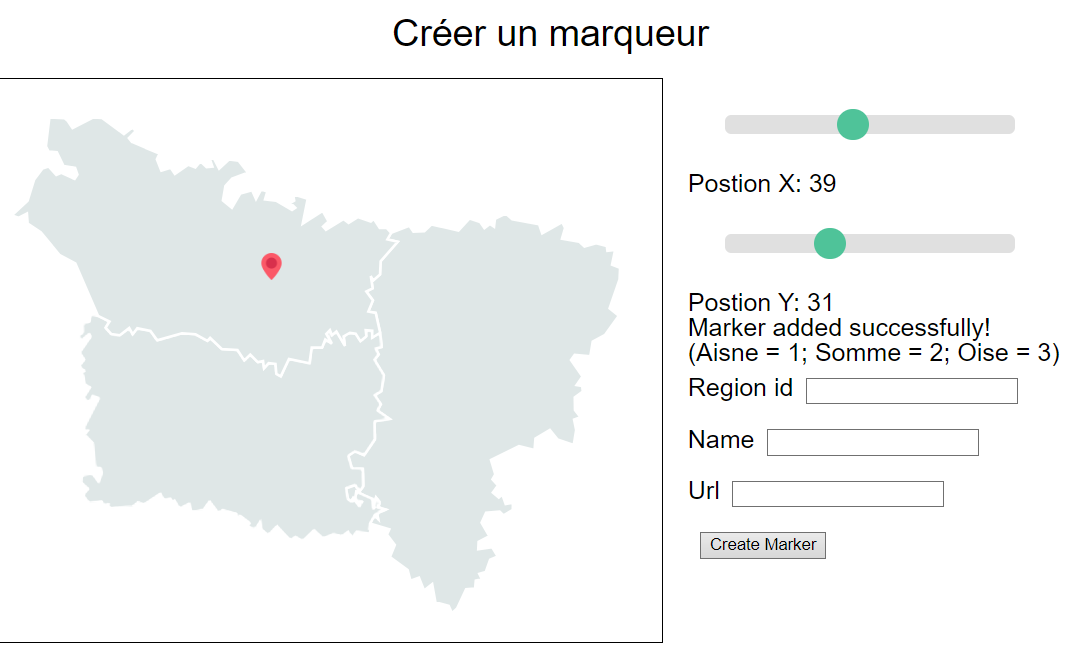 Créer un marqueur
Postion X: 39
Postion Y: 31
Marker added successfully!
(Aisne = 1; Somme = 2; Oise = 3)
Region id
Name
Url
Create Marker